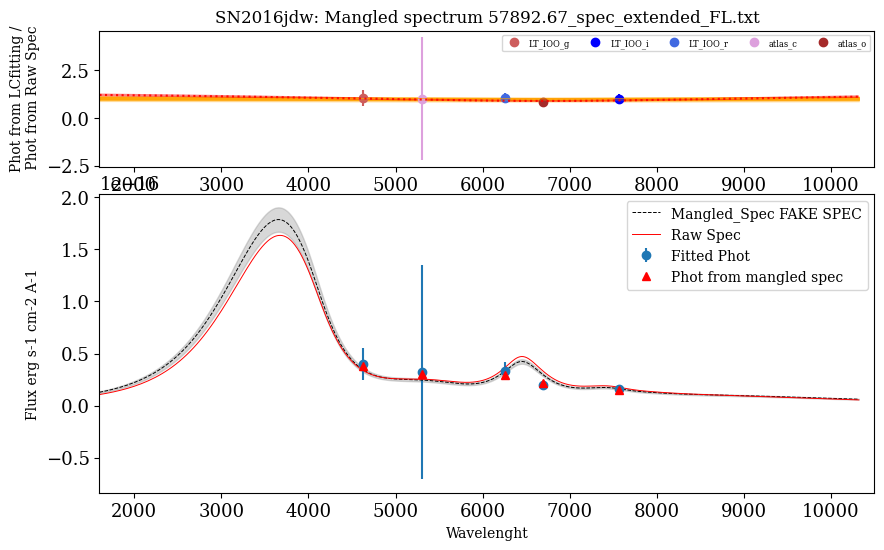 SN2016jdw: Mangled spectrum 57892.67_spec_extended_FL.txt
Phot from LCfitting /
Phot from Raw Spec
LT_IOO_g LT_IOO_i LT_IOO_r atlas_c atlas_o
2.5
0.0
−2.5
2000 3000 4000 5000 6000 7000 8000 9000 10000
1e−16
Flux erg s-1 cm-2 A-1
2.0
1.5
1.0
0.5
0.0
−0.5
Mangled_Spec FAKE SPEC
Raw Spec
Fitted Phot
Phot from mangled spec
2000 3000 4000 5000 6000 7000 8000 9000 10000
Wavelenght